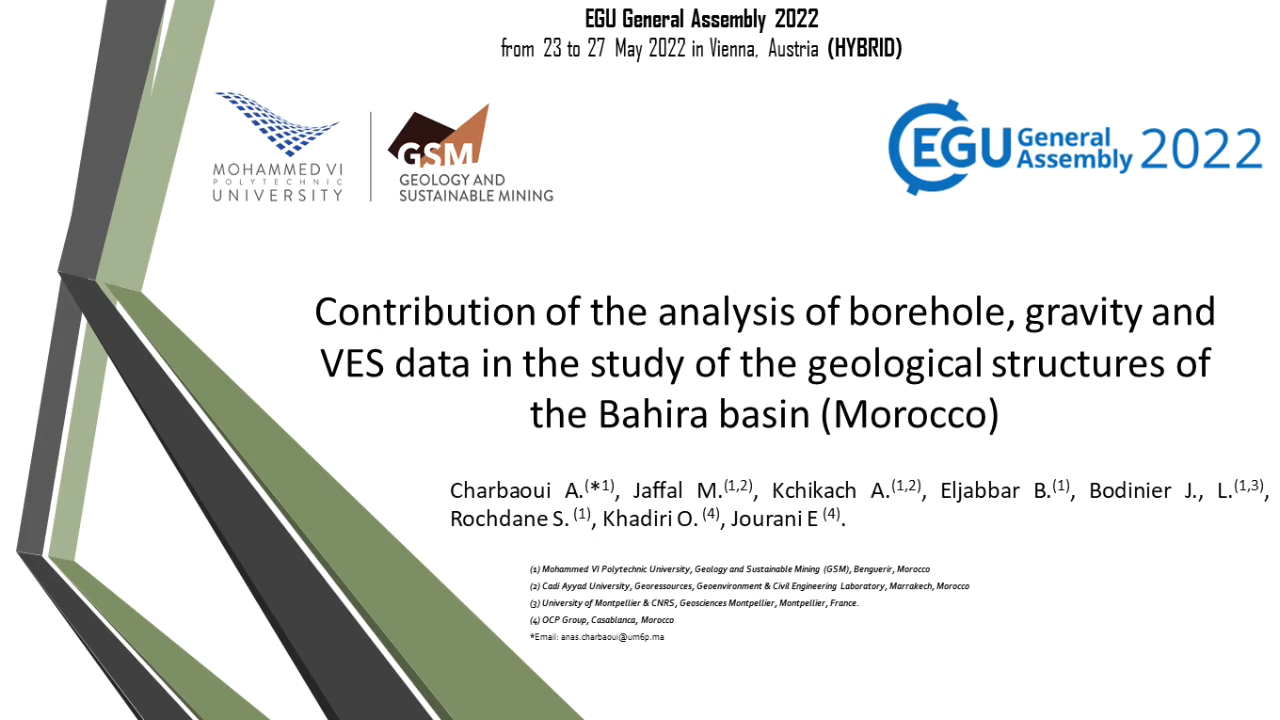 EGU General Assembly 2022
from 23 to 27 May 2022 in Vienna, Austria (HYBRID)
MOHAMMED VI
POLYTECHNIC
UNIVERSITY
GSM
GEOLOGY AND
SUSTAINABLE MINING
EGU General
Assembly 2022
Contribution of the analysis of borehole, gravity and
VES data in the study of the geological structures of
the Bahira basin (Morocco)
Charbaoui A.(*1), Jaffal M.(1,2), Kchikach A.(1,2), Eljabbar B.(1), Bodinier J., L.(1,3),
Rochdane S. (1), Khadiri O. (4), Jourani E (4).
(1) Mohammed VI Polytechnic University, Geology and Sustainable Mining (GSM), Benguerir, Morocco
(2) Cadi Ayyad University, Georessources, Geoenvironment & Civil Engineering Laboratory, Marrakech, Morocco
(3) University of Montpellier & CNRS, Geosciences Montpellier, Montpellier, France.
(4) OCP Group, Casablanca, Morocco
*Email: anas.charbaoui@um6p.ma